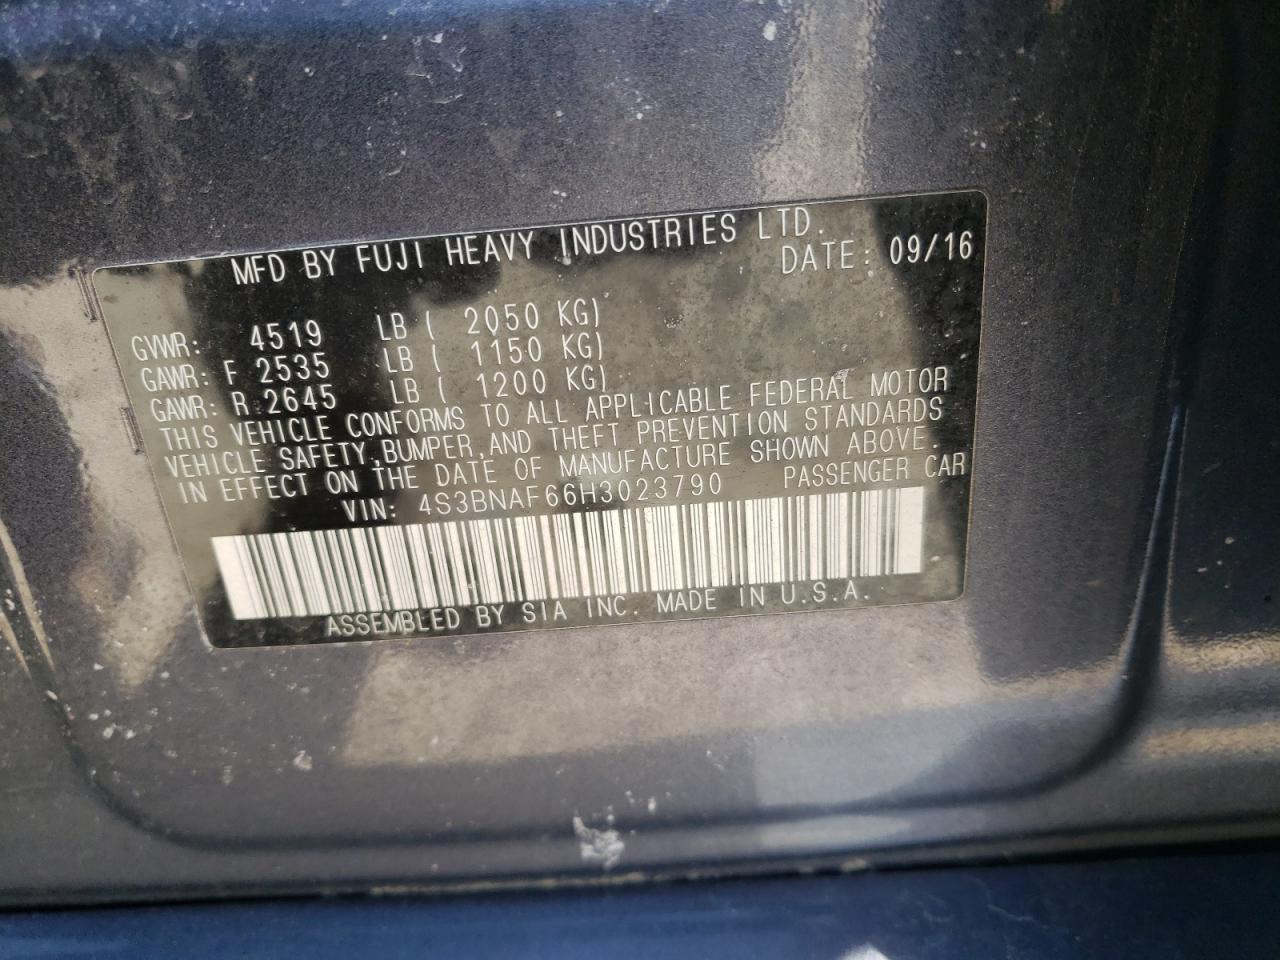 MFD BY FUJI HEAVY INDUSTRIES LTD.
DATE: 09/16
GVWR: 4519 LB ( 2050 KG)
GAWR: F 2535 LB ( 1150 KG)
GAWR: R 2645 LB ( 1200 KG)
THIS VEHICLE CONFORMS TO ALL APPLICABLE FEDERAL MOTOR
VEHICLE SAFETY,BUMPER,AND THEFT PREVENTION STANDARDS
IN EFFECT ON THE DATE OF MANUFACTURE SHOWN ABOVE.
VIN: 4S3BNAF66H3023790 PASSENGER CAR
ASSEMBLED BY SIA INC. MADE IN U.S.A.